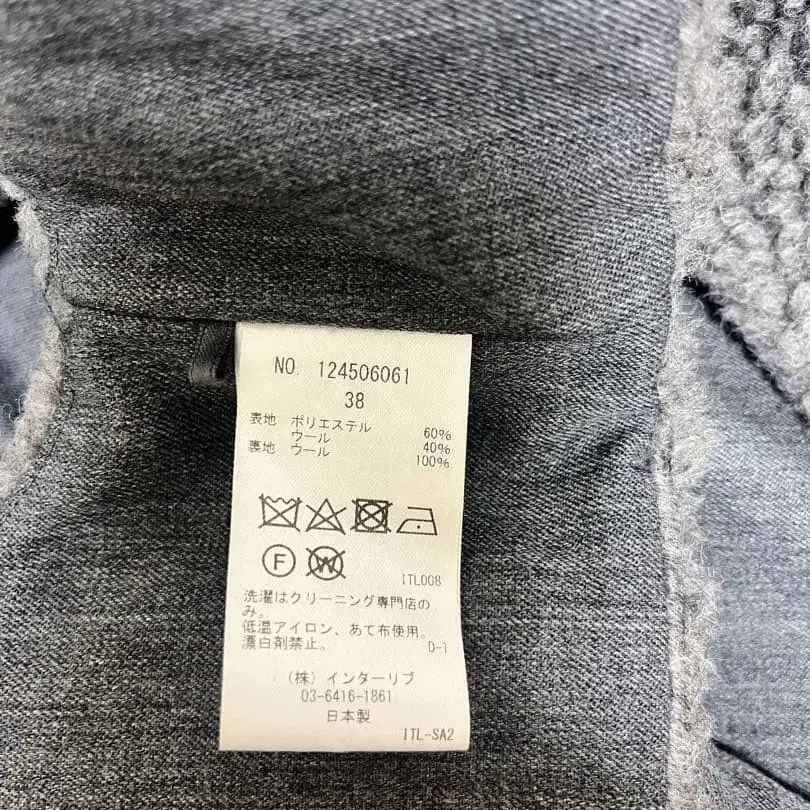 NO. 124506061
38
表地 ポリエステル 60%
ウール 40%
裏地 ウール 100%
F W
ITL008
洗濯はクリーニング専門店の
み。
低温アイロン、あて布使用。
漂白剤禁止。 D-1
(株)インターリブ
03-6416-1861
日本製
ITL-SA2